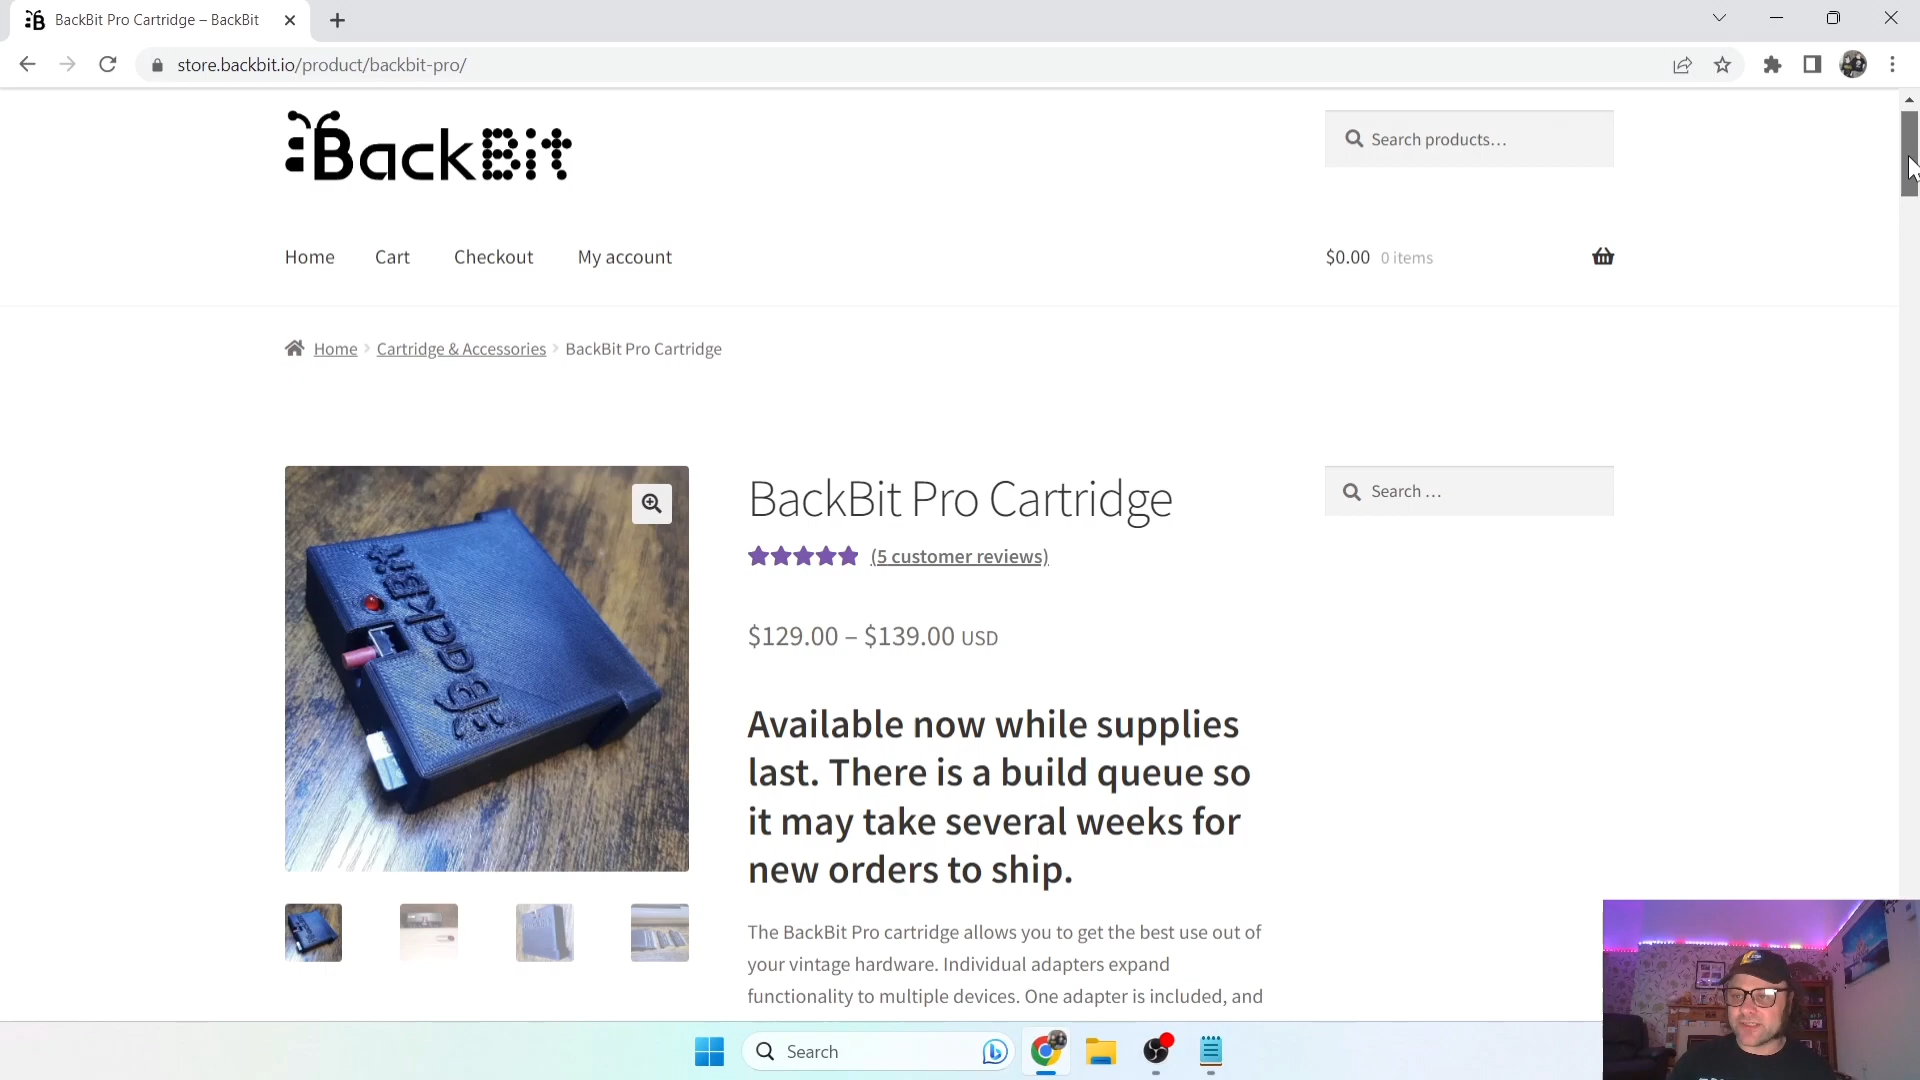 BackBit Pro Cartridge – BackBit
store.backbit.io/product/backbit-pro/
BackBit
Search products…
Home Cart Checkout My account
$0.00 0 items
Home Cartridge & Accessories BackBit Pro Cartridge
BackBit
BackBit Pro Cartridge
Search …
(5 customer reviews)
$129.00 – $139.00 USD
Available now while supplies
last. There is a build queue so
it may take several weeks for
new orders to ship.
The BackBit Pro cartridge allows you to get the best use out of
your vintage hardware. Individual adapters expand
functionality to multiple devices. One adapter is included, and
Search